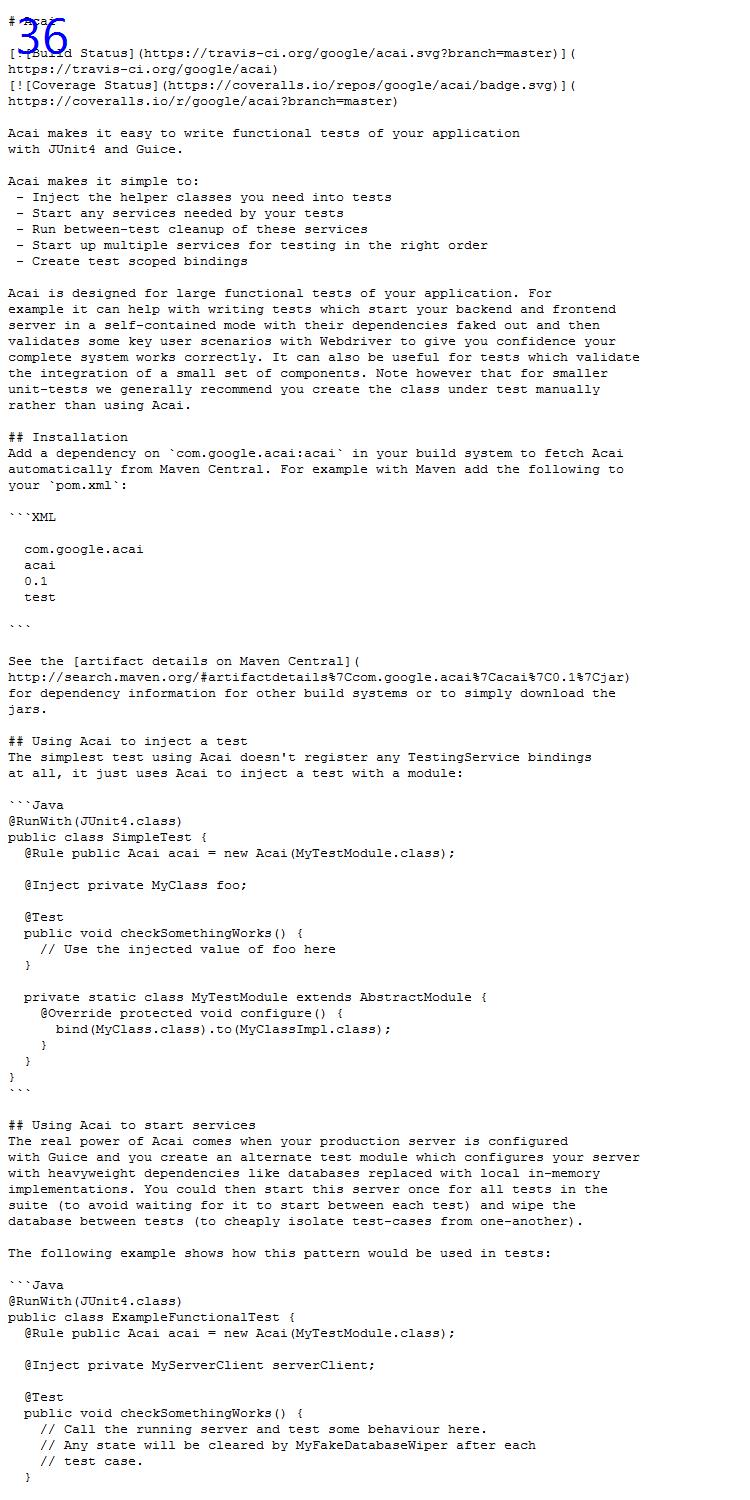 # Acai
36
[![Build Status](https://travis-ci.org/google/acai.svg?branch=master)](
https://travis-ci.org/google/acai)
[![Coverage Status](https://coveralls.io/repos/google/acai/badge.svg)](
https://coveralls.io/r/google/acai?branch=master)

Acai makes it easy to write functional tests of your application
with JUnit4 and Guice.

Acai makes it simple to:
 - Inject the helper classes you need into tests
 - Start any services needed by your tests
 - Run between-test cleanup of these services
 - Start up multiple services for testing in the right order
 - Create test scoped bindings

Acai is designed for large functional tests of your application. For
example it can help with writing tests which start your backend and frontend
server in a self-contained mode with their dependencies faked out and then
validates some key user scenarios with Webdriver to give you confidence your
complete system works correctly. It can also be useful for tests which validate
the integration of a small set of components. Note however that for smaller
unit-tests we generally recommend you create the class under test manually
rather than using Acai.

## Installation
Add a dependency on `com.google.acai:acai` in your build system to fetch Acai
automatically from Maven Central. For example with Maven add the following to
your `pom.xml`:

```XML

  com.google.acai
  acai
  0.1
  test

```

See the [artifact details on Maven Central](
http://search.maven.org/#artifactdetails%7Ccom.google.acai%7Cacai%7C0.1%7Cjar)
for dependency information for other build systems or to simply download the
jars.

## Using Acai to inject a test
The simplest test using Acai doesn't register any TestingService bindings
at all, it just uses Acai to inject a test with a module:

```Java
@RunWith(JUnit4.class)
public class SimpleTest {
  @Rule public Acai acai = new Acai(MyTestModule.class);

  @Inject private MyClass foo;

  @Test
  public void checkSomethingWorks() {
    // Use the injected value of foo here
  }

  private static class MyTestModule extends AbstractModule {
    @Override protected void configure() {
      bind(MyClass.class).to(MyClassImpl.class);
    }
  }
}
```

## Using Acai to start services
The real power of Acai comes when your production server is configured
with Guice and you create an alternate test module which configures your server
with heavyweight dependencies like databases replaced with local in-memory
implementations. You could then start this server once for all tests in the
suite (to avoid waiting for it to start between each test) and wipe the
database between tests (to cheaply isolate test-cases from one-another).

The following example shows how this pattern would be used in tests:

```Java
@RunWith(JUnit4.class)
public class ExampleFunctionalTest {
  @Rule public Acai acai = new Acai(MyTestModule.class);

  @Inject private MyServerClient serverClient;

  @Test
  public void checkSomethingWorks() {
    // Call the running server and test some behaviour here.
    // Any state will be cleared by MyFakeDatabaseWiper after each
    // test case.
  }